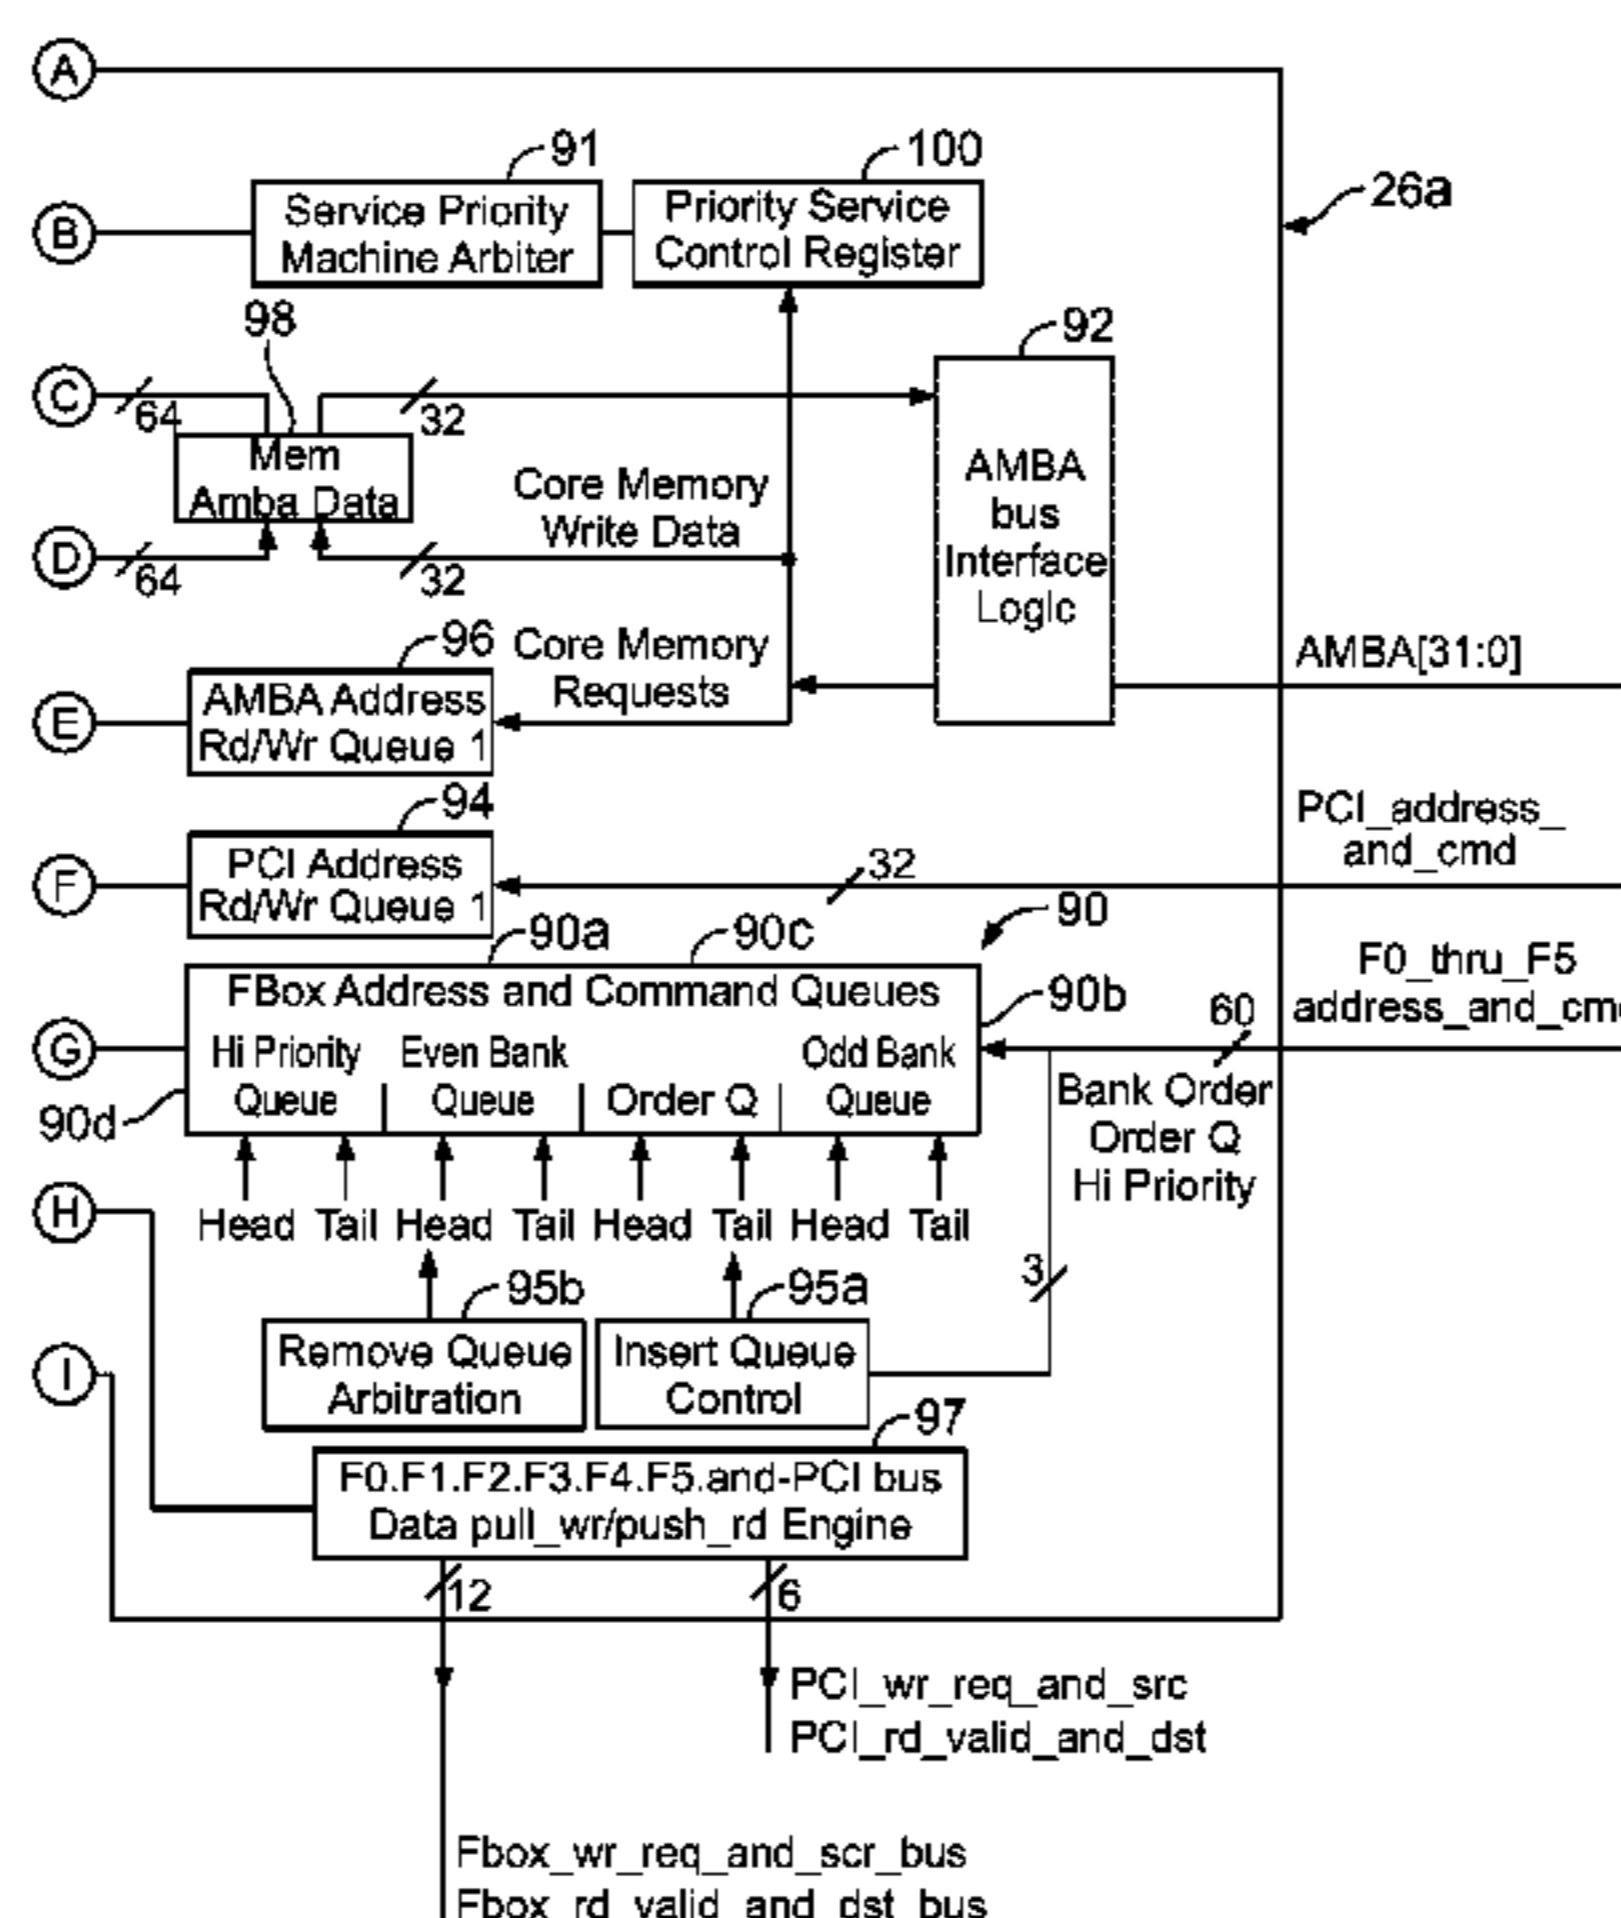 A
91
100
B
Service Priority
Machine Arbiter
Priority Service
Control Register
26a
98
92
C
64
32
Mem
Amba Data
Core Memory
Write Data
AMBA
bus
Interface
Logic
D
64
32
96
Core Memory
Requests
AMBA[31:0]
E
AMBA Address
Rd/Wr Queue 1
94
PCI_address_
and_cmd
F
PCI Address
Rd/Wr Queue 1
32
90a
90c
90
FBox Address and Command Queues
90b
F0_thru_F5
address_and_cm
60
G
Hi Priority
Queue
Even Bank
Queue
Order Q
Odd Bank
Queue
90d
Bank Order
Order Q
Hi Priority
H
Head Tail Head Tail Head Tail Head Tail
3
95b
95a
I
Remove Queue
Arbitration
Insert Queue
Control
97
F0.F1.F2.F3.F4.F5.and-PCI bus
Data pull_wr/push_rd Engine
12
6
PCI_wr_req_and_src
PCI_rd_valid_and_dst
Fbox_wr_req_and_scr_bus
Fbox_rd_valid_and_dst_bus